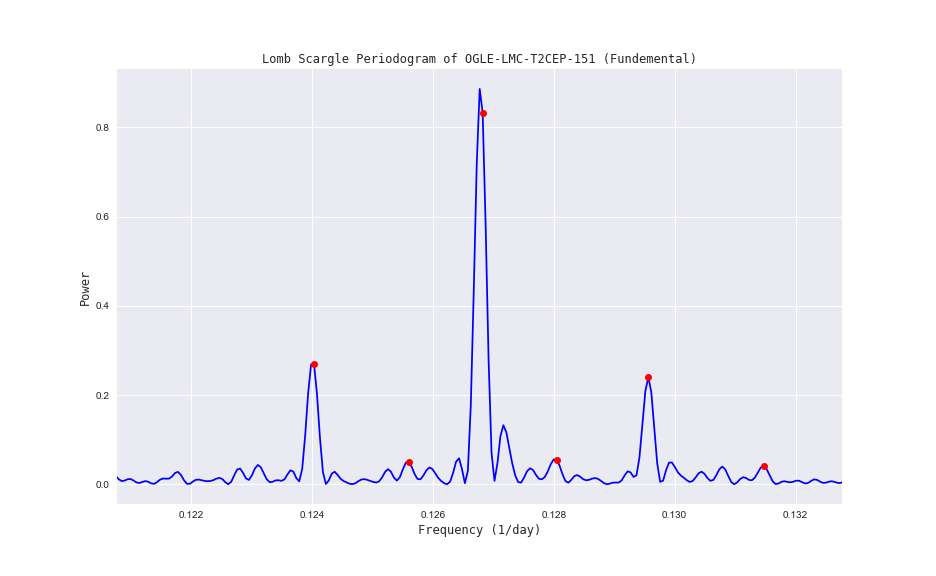 Lomb Scargle Periodogram of OGLE-LMC-T2CEP-151 (Fundemental)
Power
0.8
0.6
0.4
0.2
0.0
0.122 0.124 0.126 0.128 0.130 0.132
Frequency (1/day)